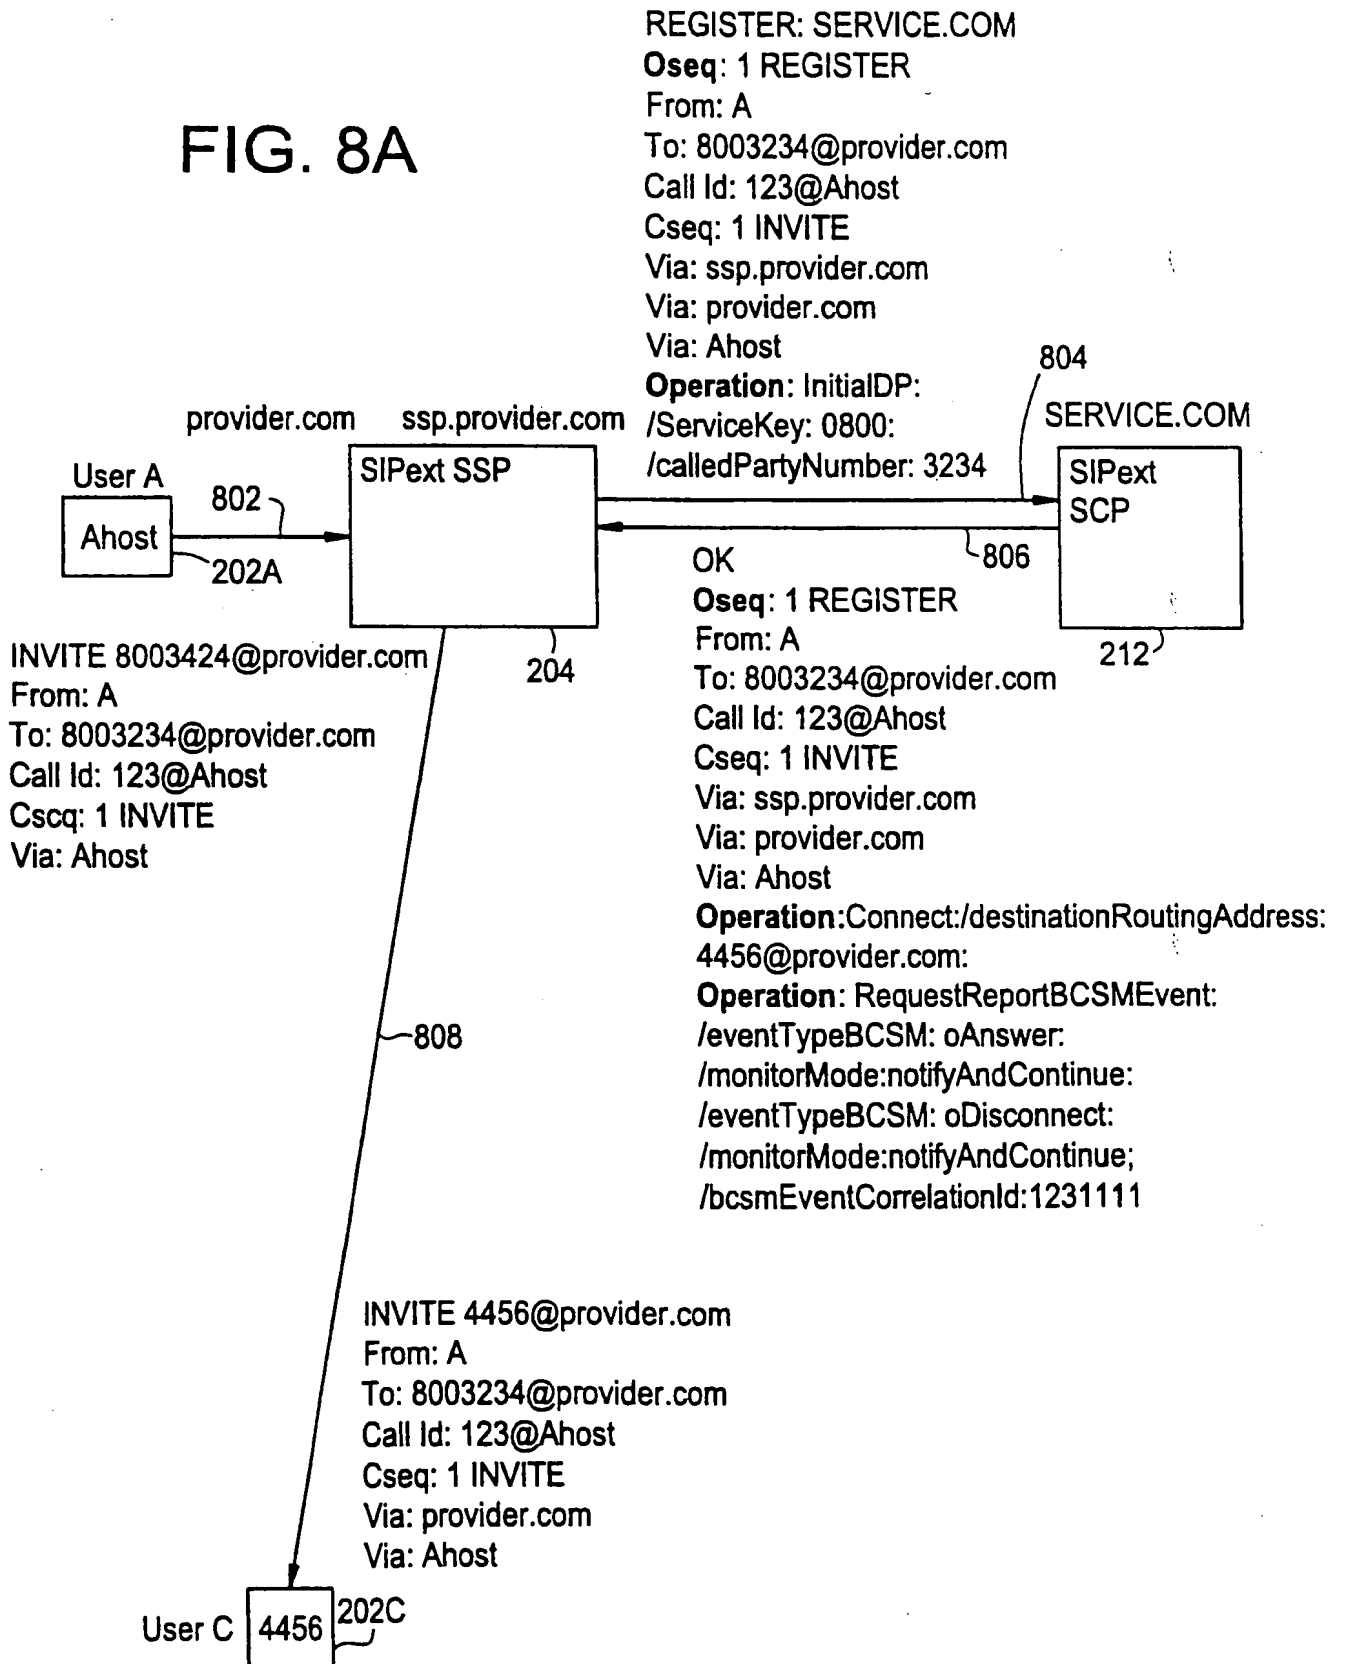 FIG. 8A
REGISTER: SERVICE.COM
Oseq: 1 REGISTER
From: A
To: 8003234@provider.com
Call Id: 123@Ahost
Cseq: 1 INVITE
Via: ssp.provider.com
Via: provider.com
Via: Ahost
Operation: InitialDP:
/ServiceKey: 0800:
/calledPartyNumber: 3234
804
provider.com
ssp.provider.com
SERVICE.COM
User A
Ahost
802
202A
SIPext SSP
204
SIPext
SCP
212
806
INVITE 8003424@provider.com
From: A
To: 8003234@provider.com
Call Id: 123@Ahost
Cscq: 1 INVITE
Via: Ahost
OK
Oseq: 1 REGISTER
From: A
To: 8003234@provider.com
Call Id: 123@Ahost
Cseq: 1 INVITE
Via: ssp.provider.com
Via: provider.com
Via: Ahost
Operation:Connect:/destinationRoutingAddress:
4456@provider.com:
Operation: RequestReportBCSMEvent:
/eventTypeBCSM: oAnswer:
/monitorMode:notifyAndContinue:
/eventTypeBCSM: oDisconnect:
/monitorMode:notifyAndContinue;
/bcsmEventCorrelationId:1231111
808
INVITE 4456@provider.com
From: A
To: 8003234@provider.com
Call Id: 123@Ahost
Cseq: 1 INVITE
Via: provider.com
Via: Ahost
User C
4456
202C